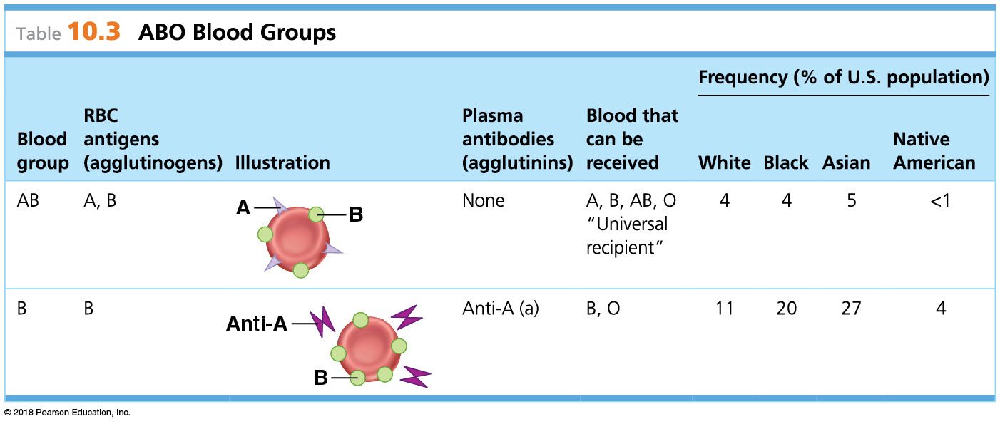 Table 10.3 ABO Blood Groups
Frequency (% of U.S. population)
Blood group
RBC antigens (agglutinogens)
Illustration
Plasma antibodies (agglutinins)
Blood that can be received
White
Black
Asian
Native American
AB
A, B
A
B
None
A, B, AB, O
“Universal
recipient”
4
4
5
<1
B
B
Anti-A
B
Anti-A (a)
B, O
11
20
27
4
© 2018 Pearson Education, Inc.